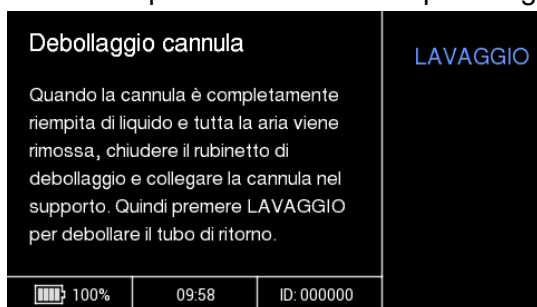 Debollaggio cannula
LAVAGGIO
Quando la cannula è completamente
riempita di liquido e tutta la aria viene
rimossa, chiudere il rubinetto di
debollaggio e collegare la cannula nel
supporto. Quindi premere LAVAGGIO
per debollare il tubo di ritorno.
100%
09:58
ID: 000000